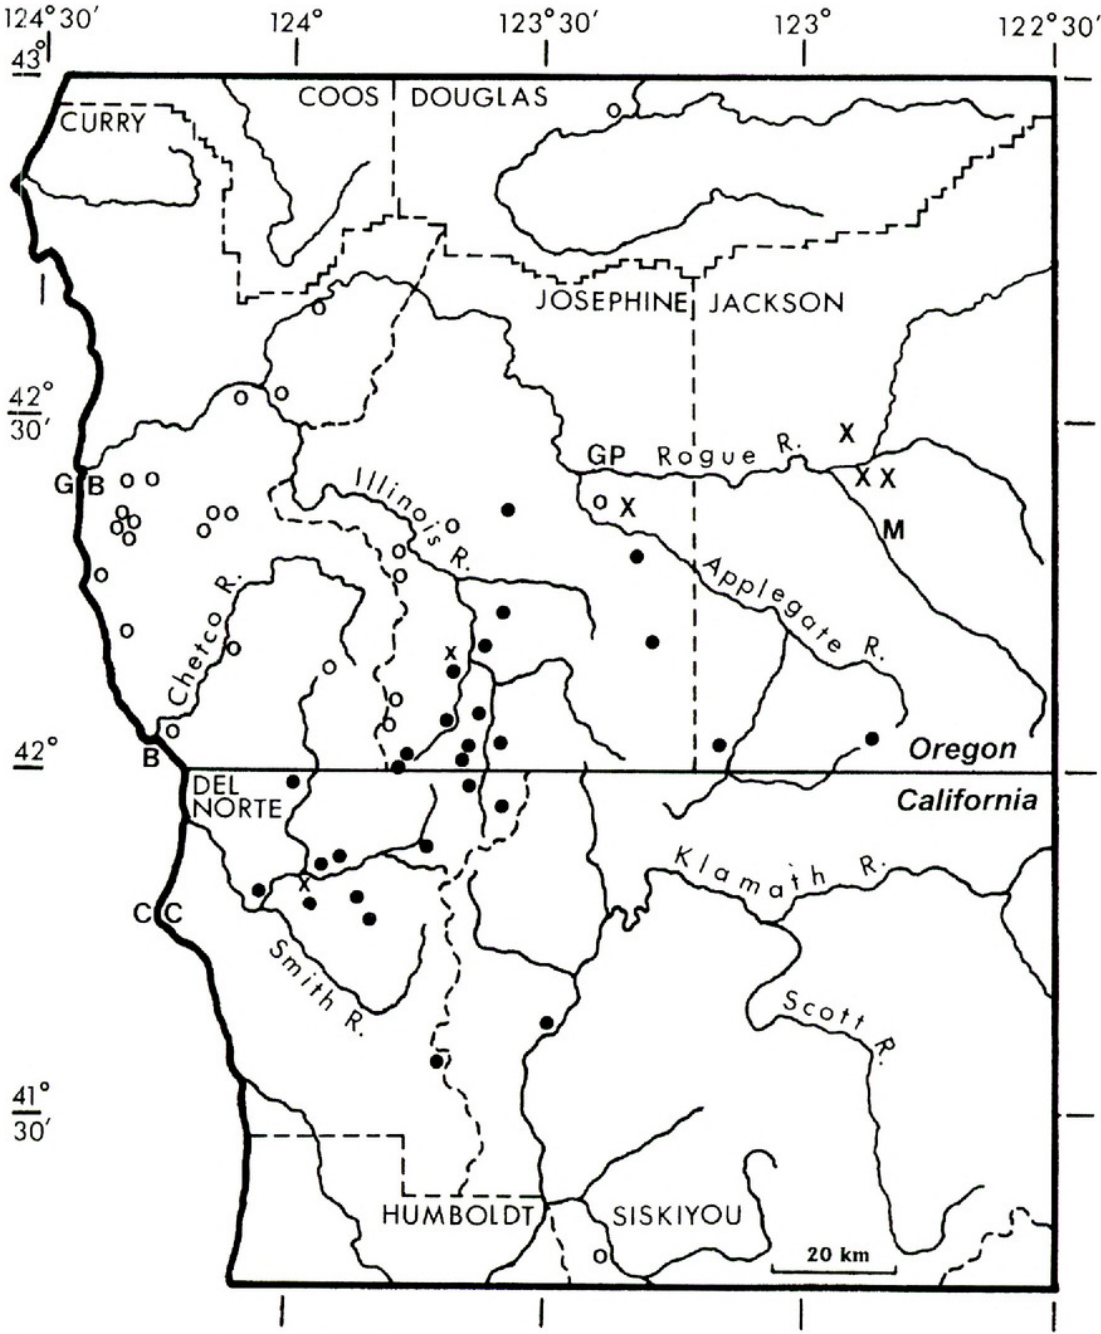 124°30′ 124° 123°30′ 123° 122°30′
43°
COOS DOUGLAS
CURRY
JOSEPHINE JACKSON
42°
30′
GP Rogue R.
GB
Illinois R.
M
Applegate R.
Chetco R.
B
42°
Oregon
DEL
NORTE
California
Klamath R.
CC
Smith R.
Scott R.
41°
30′
HUMBOLDT SISKIYOU
20 km